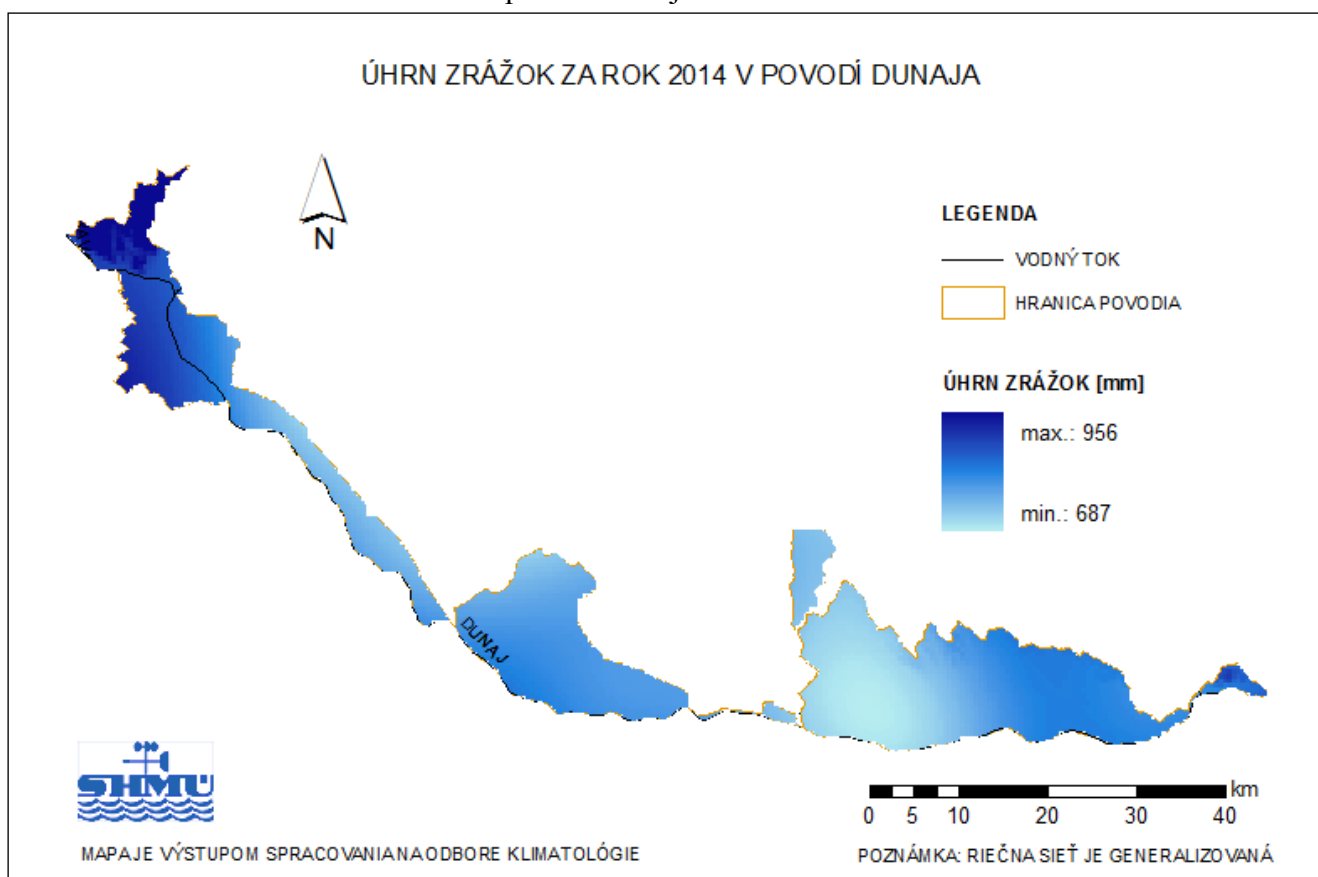 ÚHRN ZRÁŽOK ZA ROK 2014 V POVODÍ DUNAJA
N
LEGENDA
VODNÝ TOK
HRANICA POVODIA
ÚHRN ZRÁŽOK [mm]
max.: 956
min.: 687
DUNAJ
SHMÚ
km
0 5 10 20 30 40
MAPA JE VÝSTUPOM SPRACOVANIA NA ODBORE KLIMATOLÓGIE
POZNÁMKA: RIEČNA SIEŤ JE GENERALIZOVANÁ